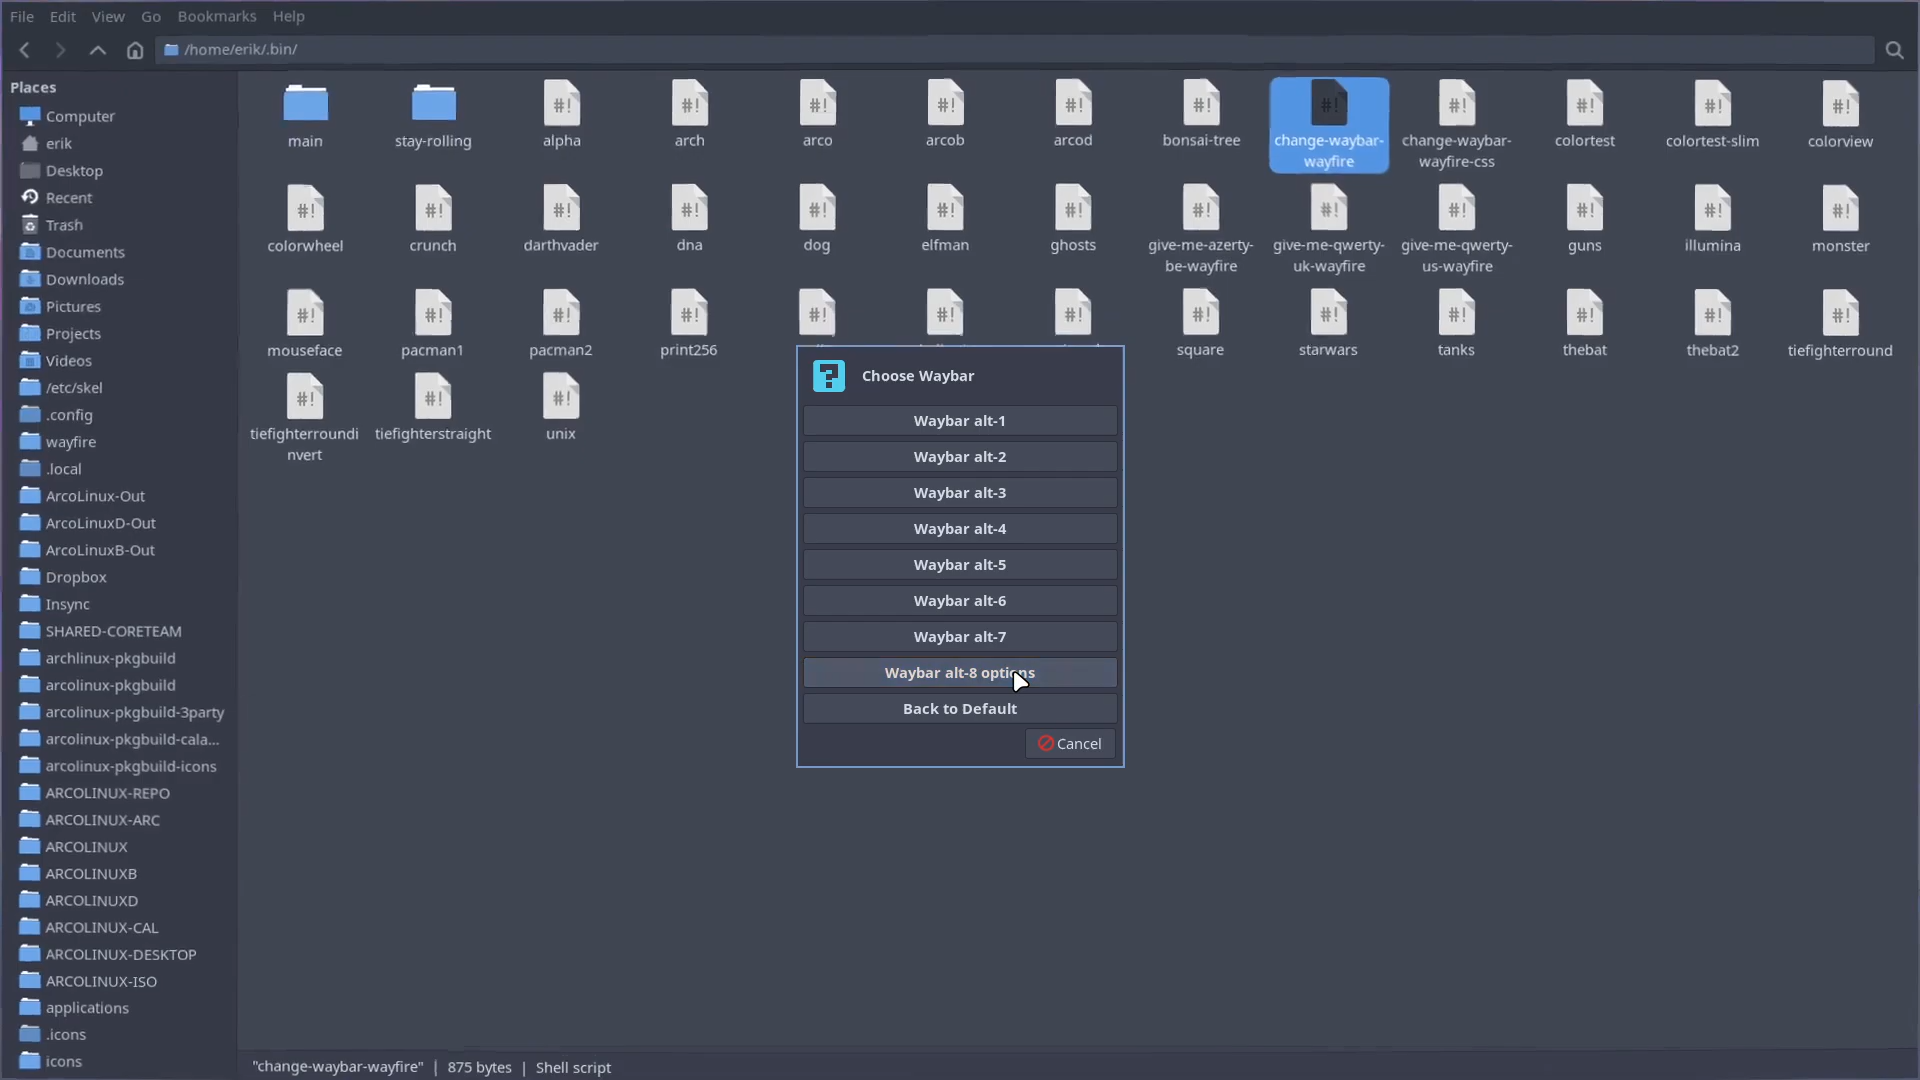 File Edit View Go Bookmarks Help
/home/erik/.bin/
Places
Computer
erik
Desktop
Recent
Trash
Documents
Downloads
Pictures
Projects
Videos
/etc/skel
.config
wayfire
.local
ArcoLinux-Out
ArcoLinuxD-Out
ArcoLinuxB-Out
Dropbox
Insync
SHARED-CORETEAM
archlinux-pkgbuild
arcolinux-pkgbuild
arcolinux-pkgbuild-3party
arcolinux-pkgbuild-cala...
arcolinux-pkgbuild-icons
ARCOLINUX-REPO
ARCOLINUX-ARC
ARCOLINUX
ARCOLINUXB
ARCOLINUXD
ARCOLINUX-CAL
ARCOLINUX-DESKTOP
ARCOLINUX-ISO
applications
.icons
icons
main
stay-rolling
alpha
arch
arco
arcob
arcod
bonsai-tree
change-waybar-
wayfire
change-waybar-
wayfire-css
colortest
colortest-slim
colorview
colorwheel
crunch
darthvader
dna
dog
elfman
ghosts
give-me-azerty-
be-wayfire
give-me-qwerty-
uk-wayfire
give-me-qwerty-
us-wayfire
guns
illumina
monster
mouseface
pacman1
pacman2
print256
square
starwars
tanks
thebat
thebat2
tiefighterround
tiefighterroundi
nvert
tiefighterstraight
unix
Choose Waybar
Waybar alt-1
Waybar alt-2
Waybar alt-3
Waybar alt-4
Waybar alt-5
Waybar alt-6
Waybar alt-7
Waybar alt-8 options
Back to Default
Cancel
"change-waybar-wayfire" | 875 bytes | Shell script